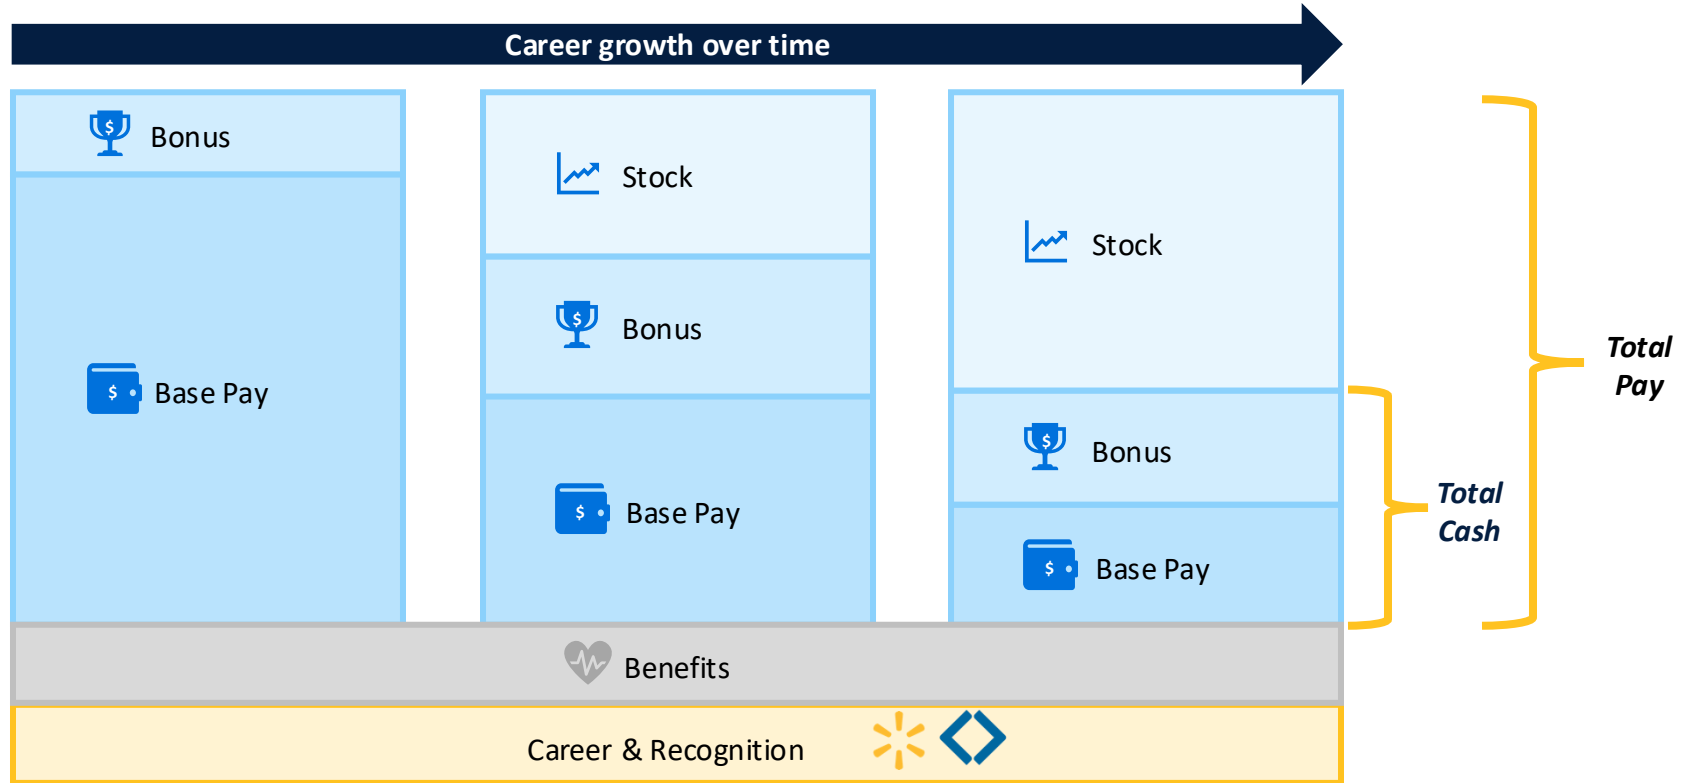 Career growth over time
Bonus
Base Pay
Stock
Bonus
Base Pay
Stock
Bonus
Base Pay
Total
Cash
Total
Pay
Benefits
Career & Recognition